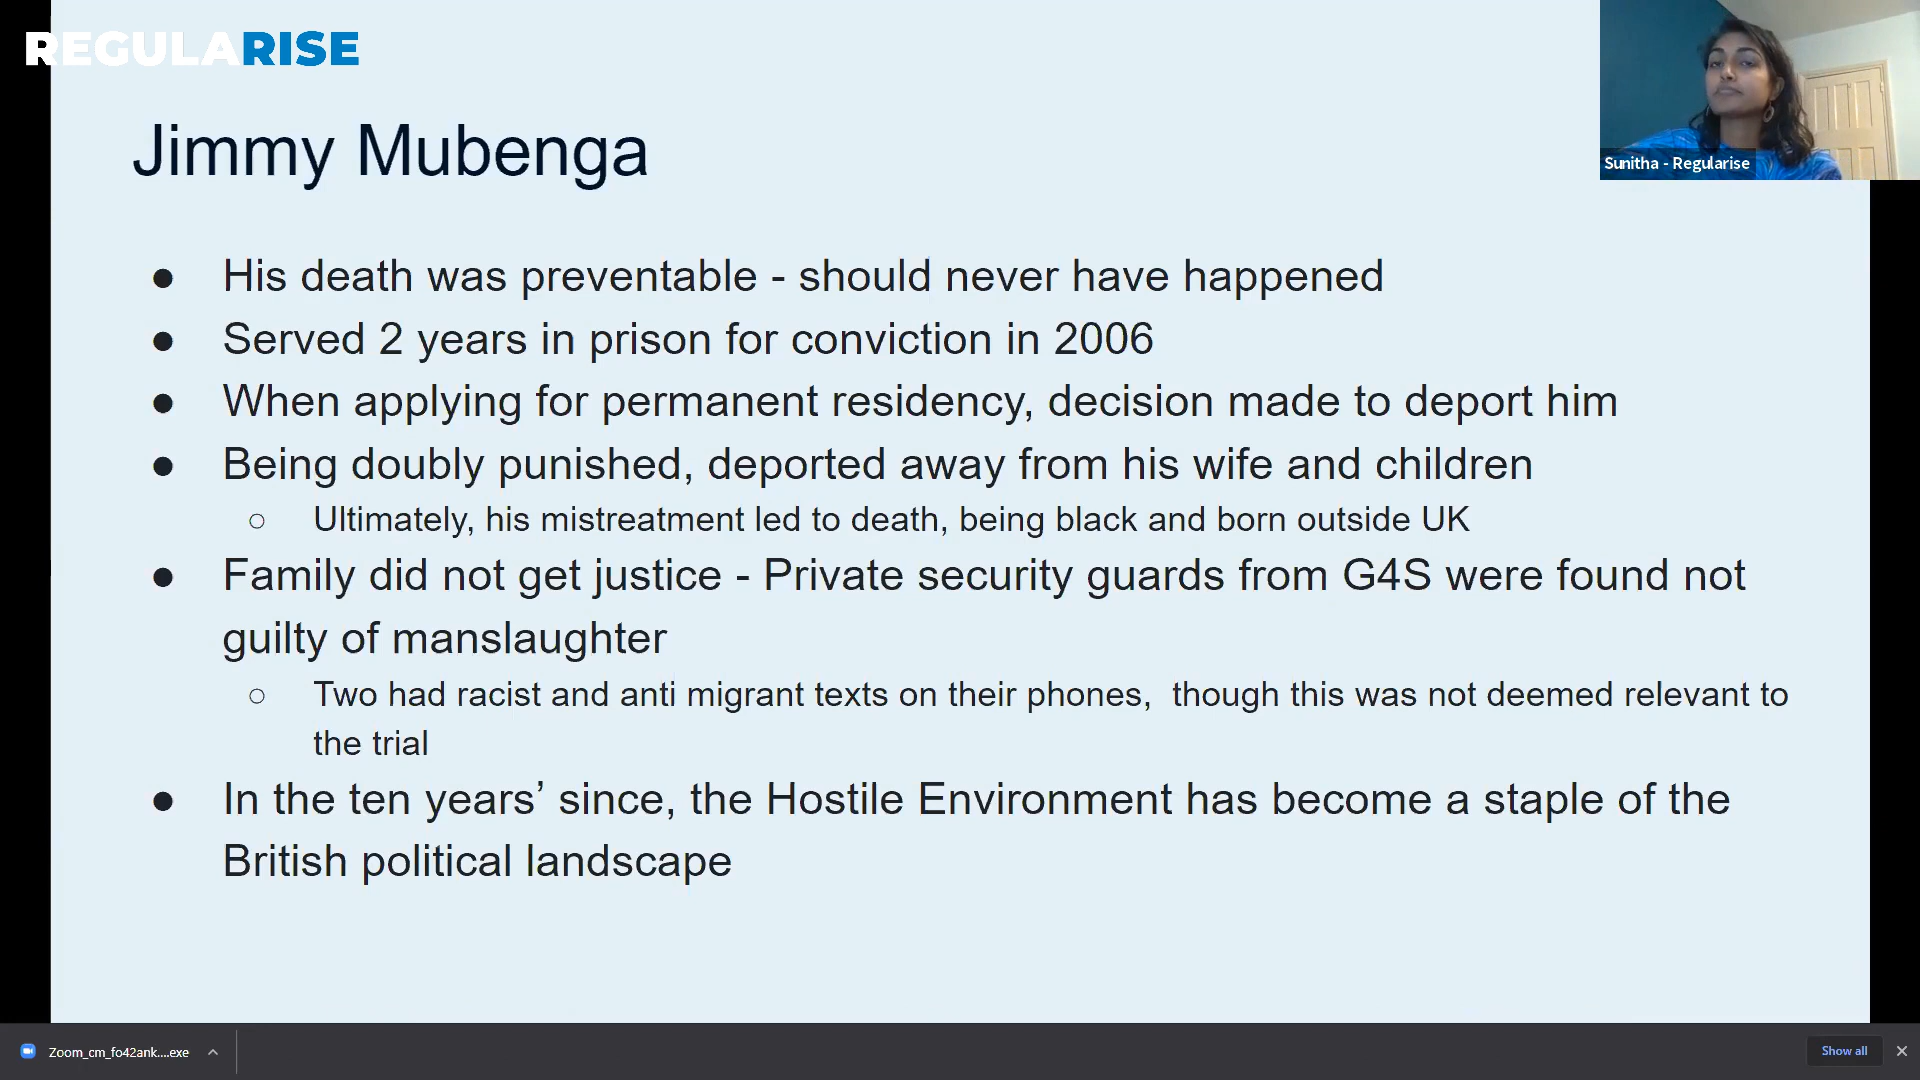 REGULARISE
Sunitha - Regularise
Jimmy Mubenga
● His death was preventable - should never have happened
● Served 2 years in prison for conviction in 2006
● When applying for permanent residency, decision made to deport him
● Being doubly punished, deported away from his wife and children
○ Ultimately, his mistreatment led to death, being black and born outside UK
● Family did not get justice - Private security guards from G4S were found not
guilty of manslaughter
○ Two had racist and anti migrant texts on their phones,  though this was not deemed relevant to
the trial
● In the ten years’ since, the Hostile Environment has become a staple of the
British political landscape
Zoom_cm_fo42ank....exe
Show all